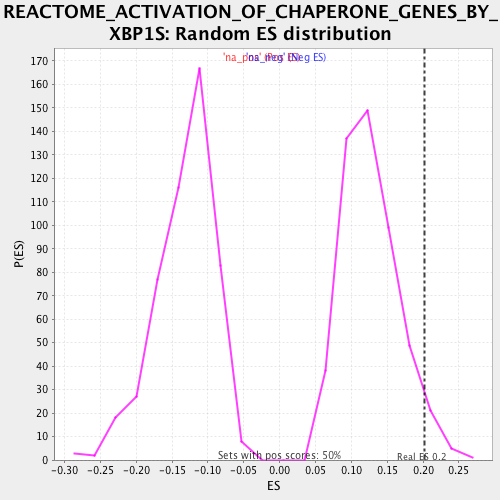 REACTOME_ACTIVATION_OF_CHAPERONE_GENES_BY_
XBP1S: Random ES distribution
(Neg ES)
170
160
150
140
130
120
110
100
90
80
70
60
50
40
30
20
10
0
P(ES)
Sets with pos scores: 50%
Real ES 0.2
-0.30 -0.25 -0.20 -0.15 -0.10 -0.05 0.00 0.05 0.10 0.15 0.20 0.25
ES